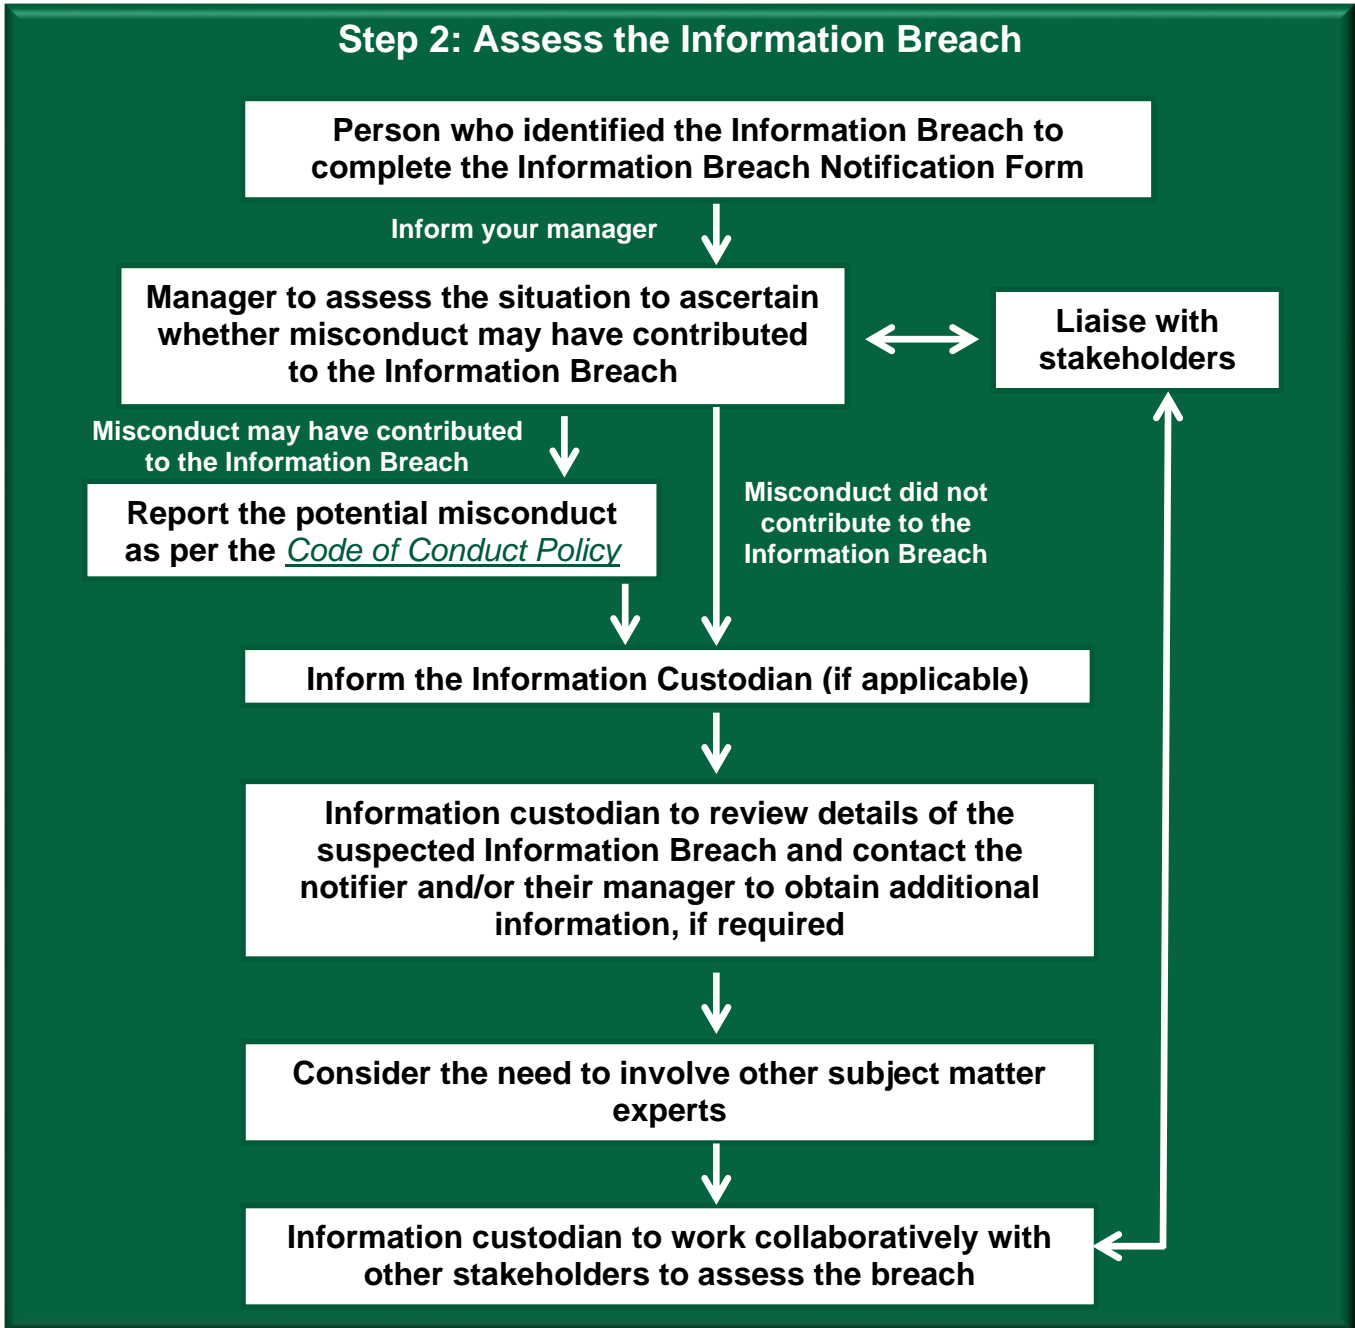 Step 2: Assess the Information Breach
Person who identified the Information Breach to
complete the Information Breach Notification Form
Inform your manager
Manager to assess the situation to ascertain
whether misconduct may have contributed
to the Information Breach
Liaise with
stakeholders
Misconduct may have contributed
to the Information Breach
Report the potential misconduct
as per the Code of Conduct Policy
Misconduct did not
contribute to the
Information Breach
Inform the Information Custodian (if applicable)
Information custodian to review details of the
suspected Information Breach and contact the
notifier and/or their manager to obtain additional
information, if required
Consider the need to involve other subject matter
experts
Information custodian to work collaboratively with
other stakeholders to assess the breach